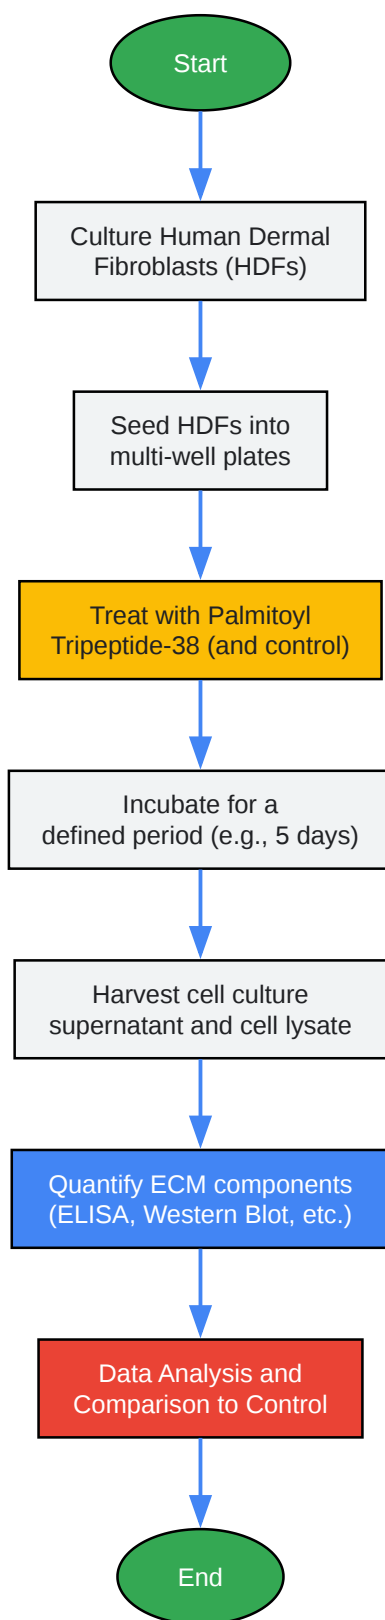 Start
Culture Human Dermal
Fibroblasts (HDFs)
Seed HDFs into
multi-well plates
Treat with Palmitoyl
Tripeptide-38 (and control)
Incubate for a
defined period (e.g., 5 days)
Harvest cell culture
supernatant and cell lysate
Quantify ECM components
(ELISA, Western Blot, etc.)
Data Analysis and
Comparison to Control
End